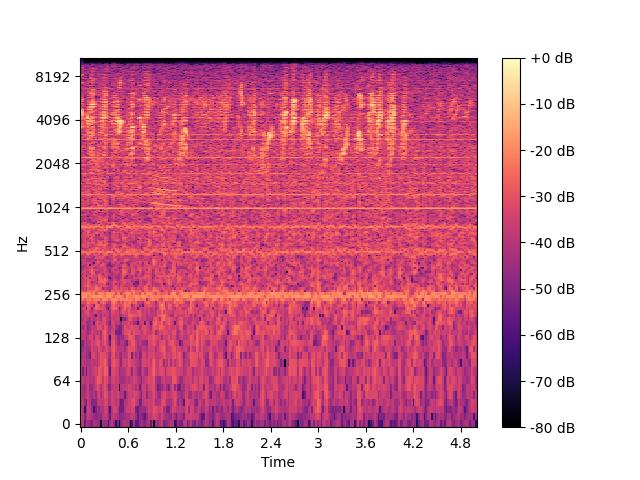 8192
4096
2048
1024
512
256
128
64
0
Hz
0 0.6 1.2 1.8 2.4 3 3.6 4.2 4.8
Time
+0 dB
-10 dB
-20 dB
-30 dB
-40 dB
-50 dB
-60 dB
-70 dB
-80 dB